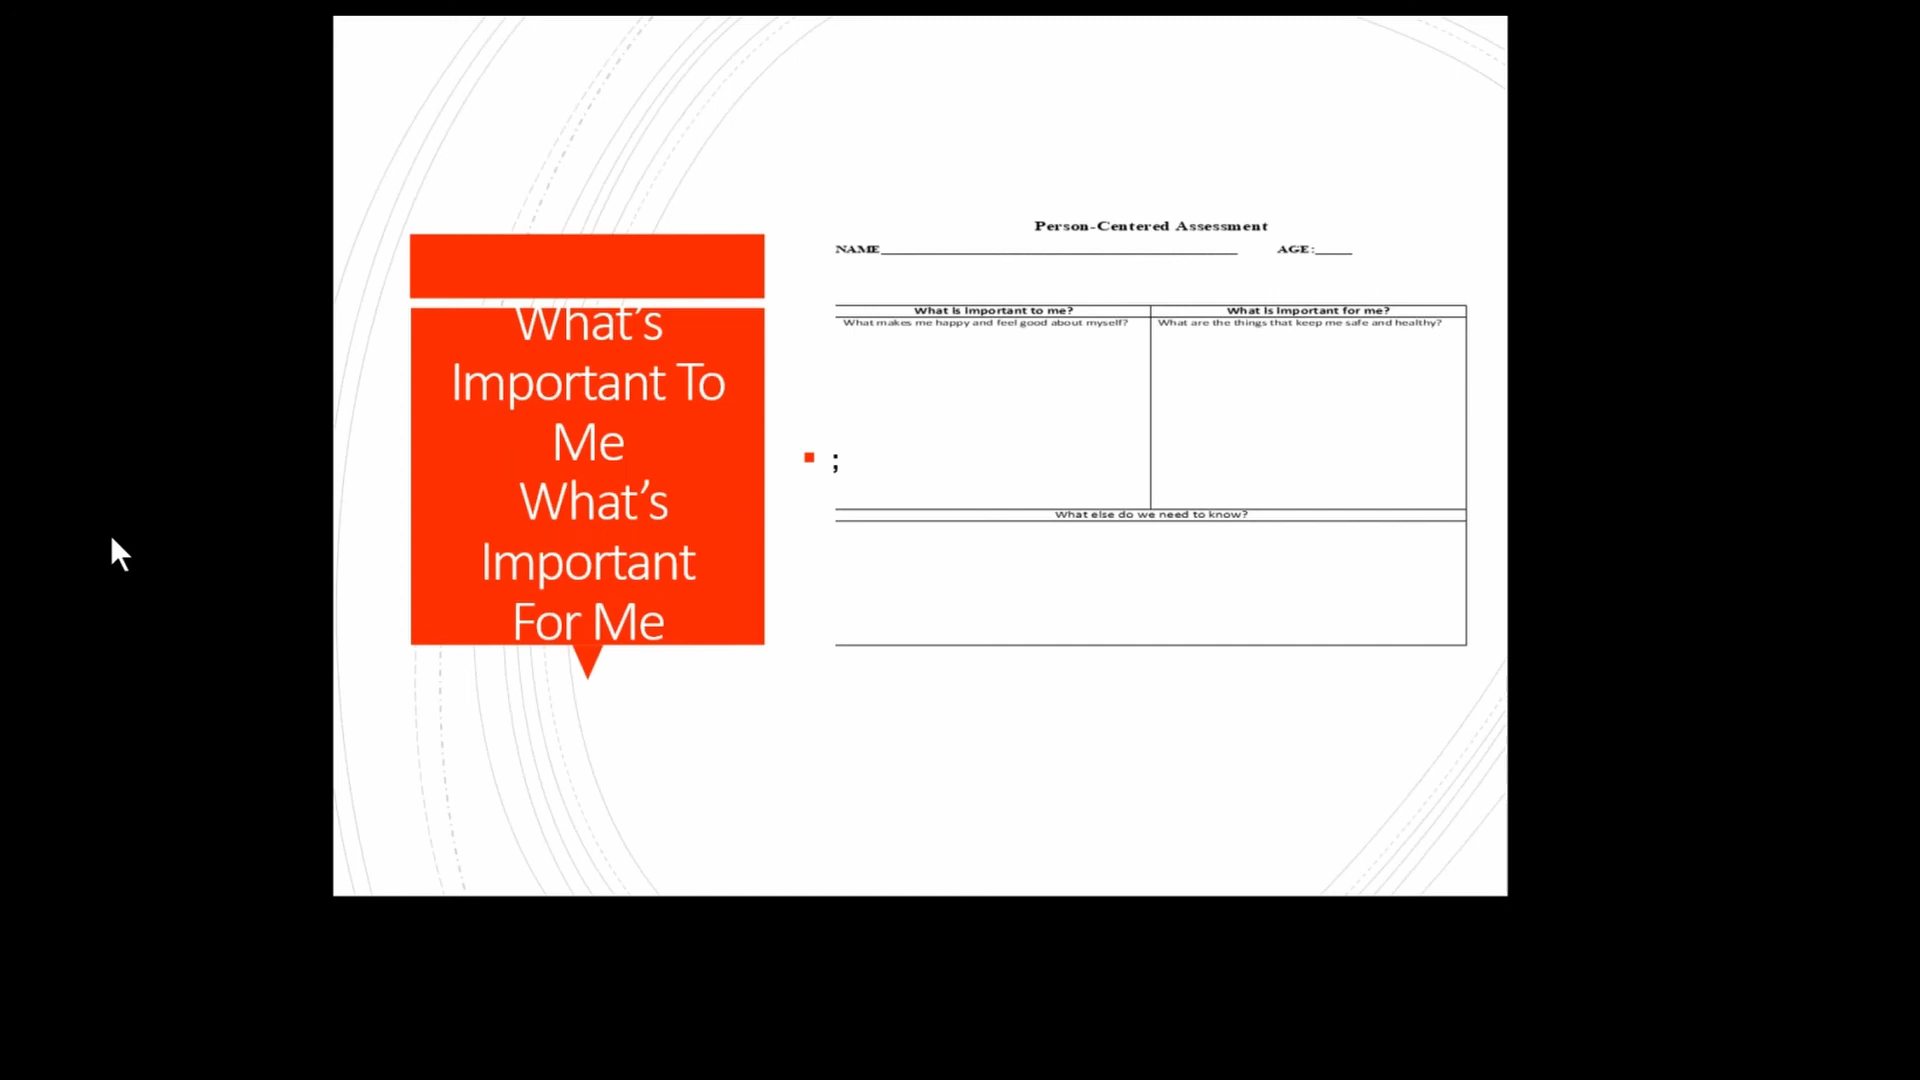 What’s
Important To
Me
What’s
Important
For Me
Person-Centered Assessment
NAME____________________ AGE:____
What is Important to me? What is Important for me?
What makes me happy and feel good about myself? What are the things that keep me safe and healthy?
;
What else do we need to know?